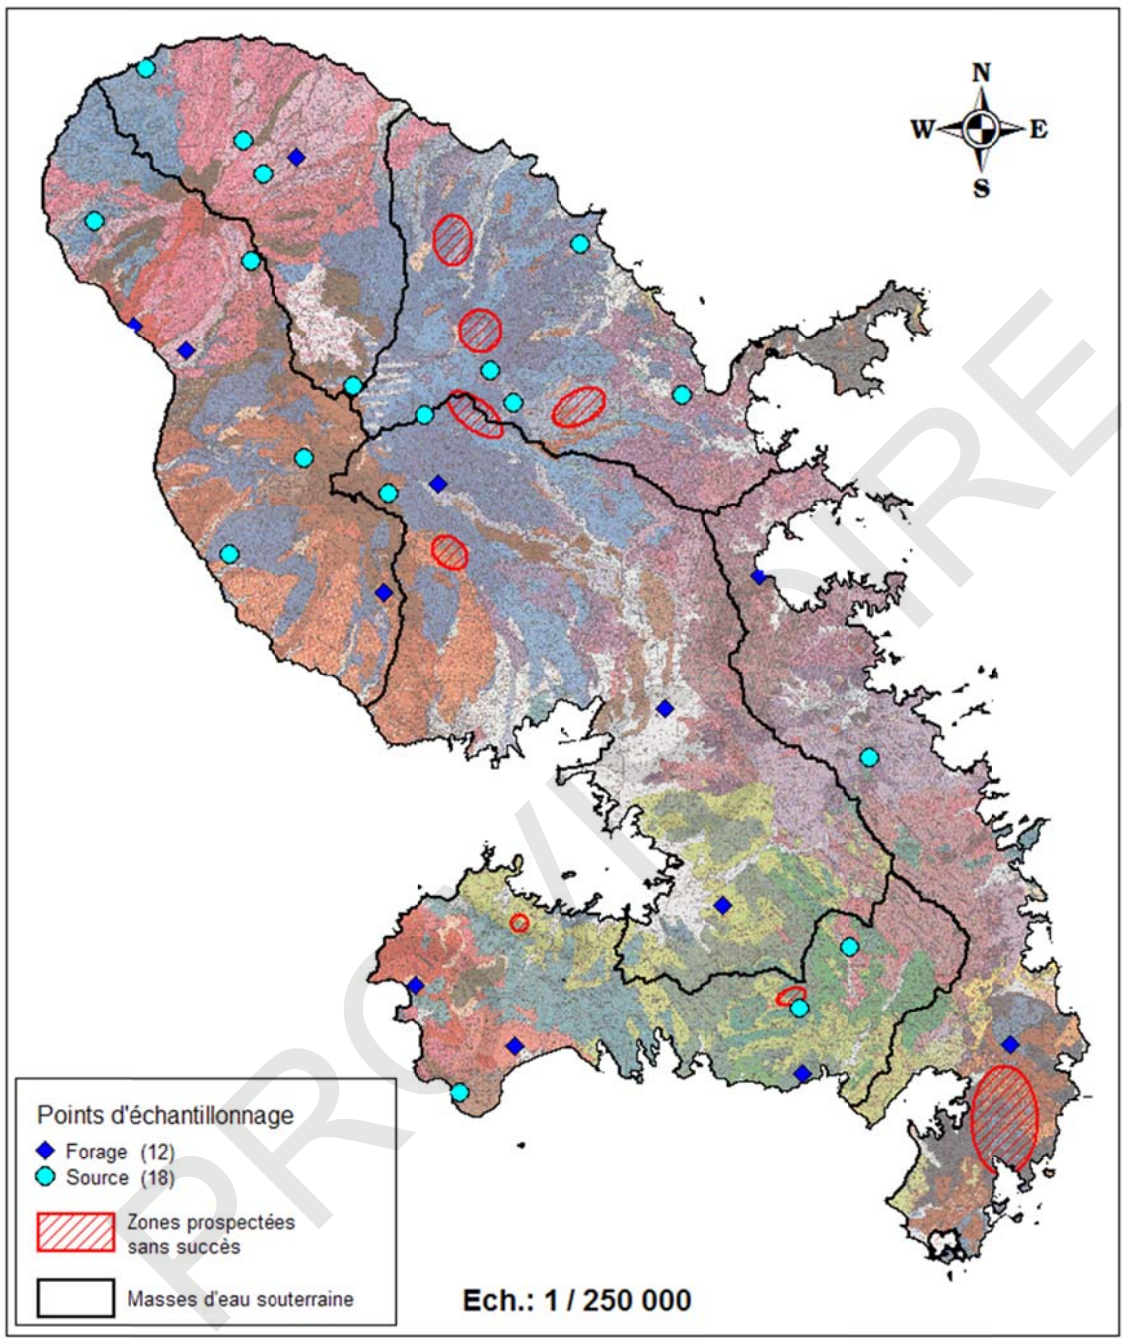 N
W E
S
PROVISOIRE
Points d'échantillonnage
Forage (12)
Source (18)
Zones prospectées
sans succès
Masses d'eau souterraine
Ech.: 1 / 250 000